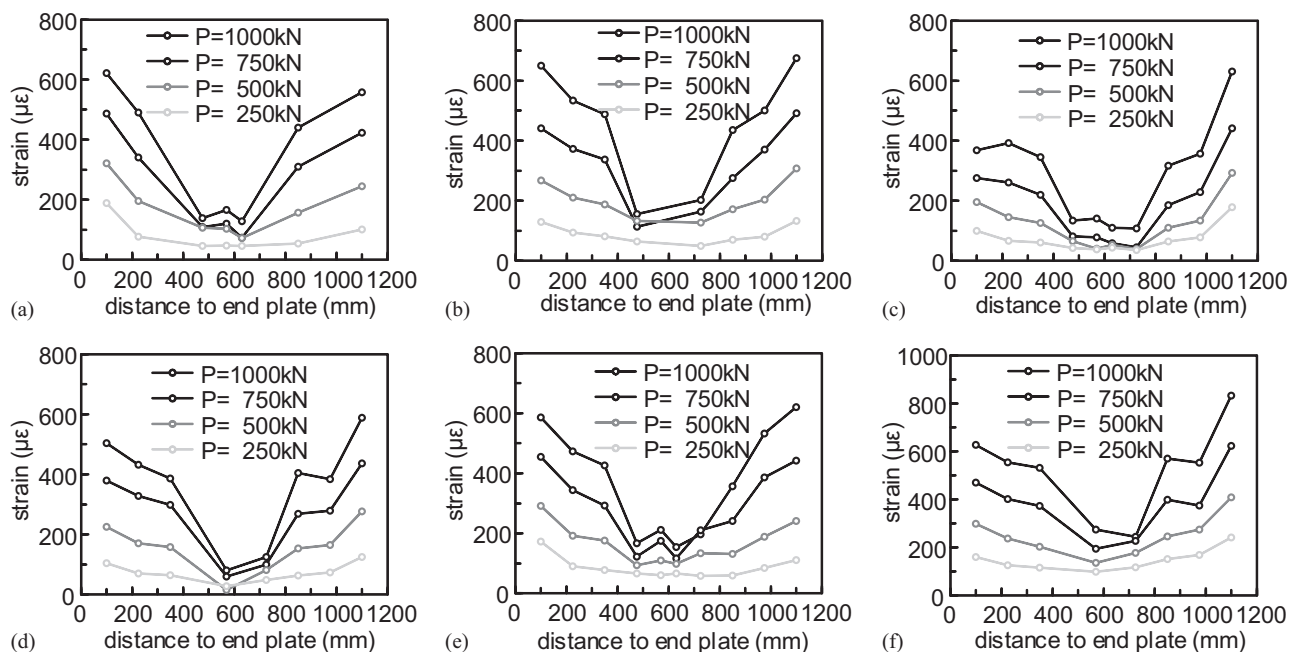 800
600
400
200
0
strain (με)
P=1000kN
P= 750kN
P= 500kN
P= 250kN
0 200 400 600 800 1000 1200
distance to end plate (mm)
(a)
800
600
400
200
0
strain (με)
P=1000kN
P= 750kN
P= 500kN
P= 250kN
0 200 400 600 800 1000 1200
distance to end plate (mm)
(b)
800
600
400
200
0
strain (με)
P=1000kN
P= 750kN
P= 500kN
P= 250kN
0 200 400 600 800 1000 1200
distance to end plate (mm)
(c)
800
600
400
200
0
strain (με)
P=1000kN
P= 750kN
P= 500kN
P= 250kN
0 200 400 600 800 1000 1200
distance to end plate (mm)
(d)
800
600
400
200
0
strain (με)
P=1000kN
P= 750kN
P= 500kN
P= 250kN
0 200 400 600 800 1000 1200
distance to end plate (mm)
(e)
1000
800
600
400
200
0
strain (με)
P=1000kN
P= 750kN
P= 500kN
P= 250kN
0 200 400 600 800 1000 1200
distance to end plate (mm)
(f)